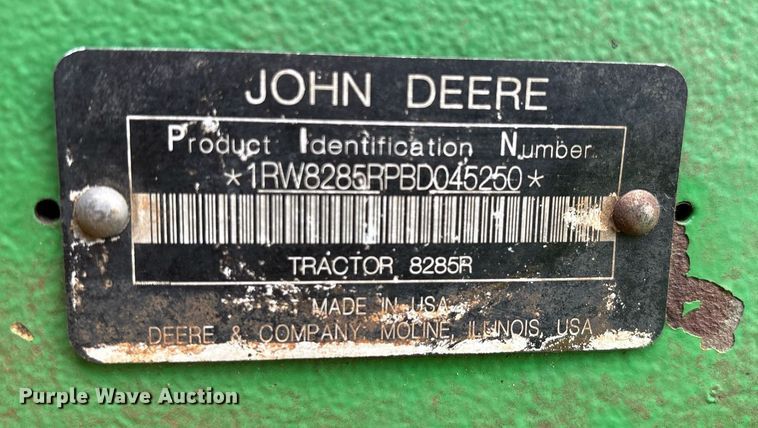 JOHN DEERE
Product Identification Number
*1RW8285RPBD045250*
TRACTOR 8285R
MADE IN USA
DEERE & COMPANY, MOLINE, ILLINOIS, USA
Purple Wave Auction